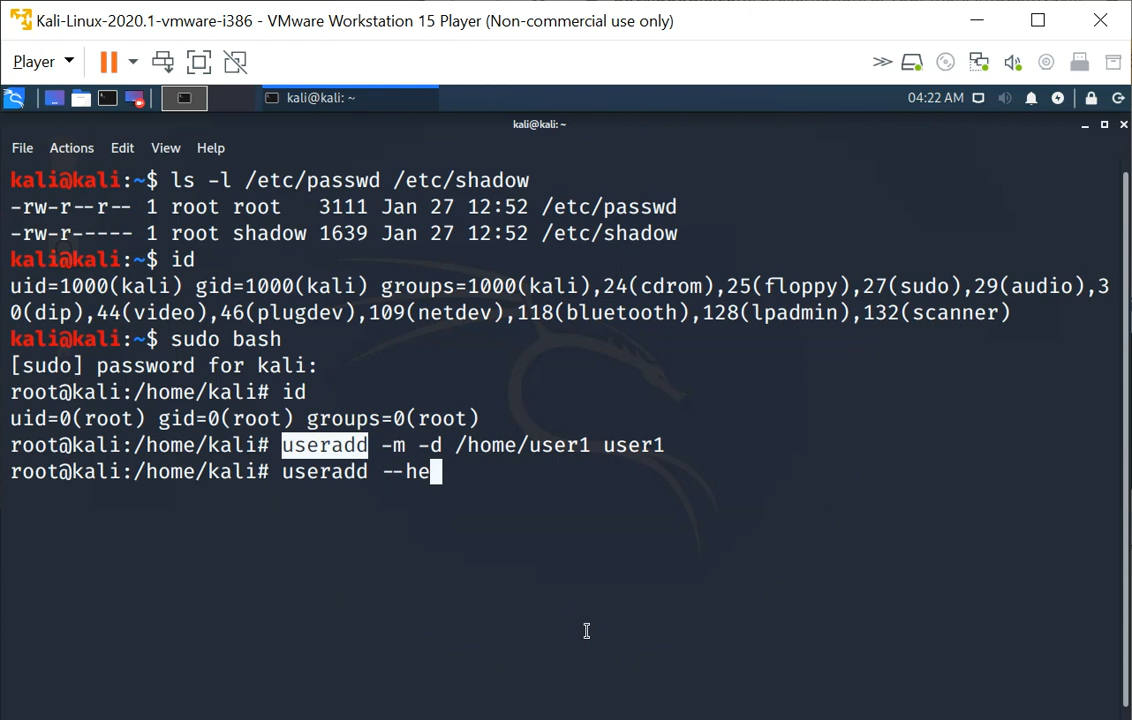 Kali-Linux-2020.1-vmware-i386 - VMware Workstation 15 Player (Non-commercial use only)
Player
kali@kali: ~
04:22 AM
kali@kali: ~
File Actions Edit View Help
kali@kali:~$ ls -l /etc/passwd /etc/shadow
-rw-r--r-- 1 root root   3111 Jan 27 12:52 /etc/passwd
-rw-r----- 1 root shadow 1639 Jan 27 12:52 /etc/shadow
kali@kali:~$ id
uid=1000(kali) gid=1000(kali) groups=1000(kali),24(cdrom),25(floppy),27(sudo),29(audio),3
0(dip),44(video),46(plugdev),109(netdev),118(bluetooth),128(lpadmin),132(scanner)
kali@kali:~$ sudo bash
[sudo] password for kali:
root@kali:/home/kali# id
uid=0(root) gid=0(root) groups=0(root)
root@kali:/home/kali# useradd -m -d /home/user1 user1
root@kali:/home/kali# useradd --he